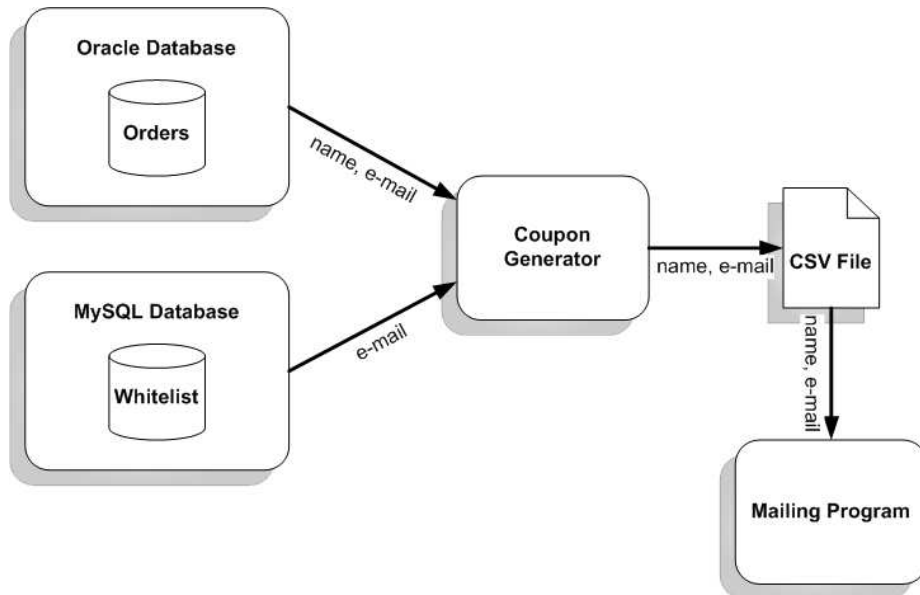 Oracle Database
Orders
name, e-mail
MySQL Database
Whitelist
e-mail
Coupon
Generator
name, e-mail
CSV File
name, e-mail
Mailing Program